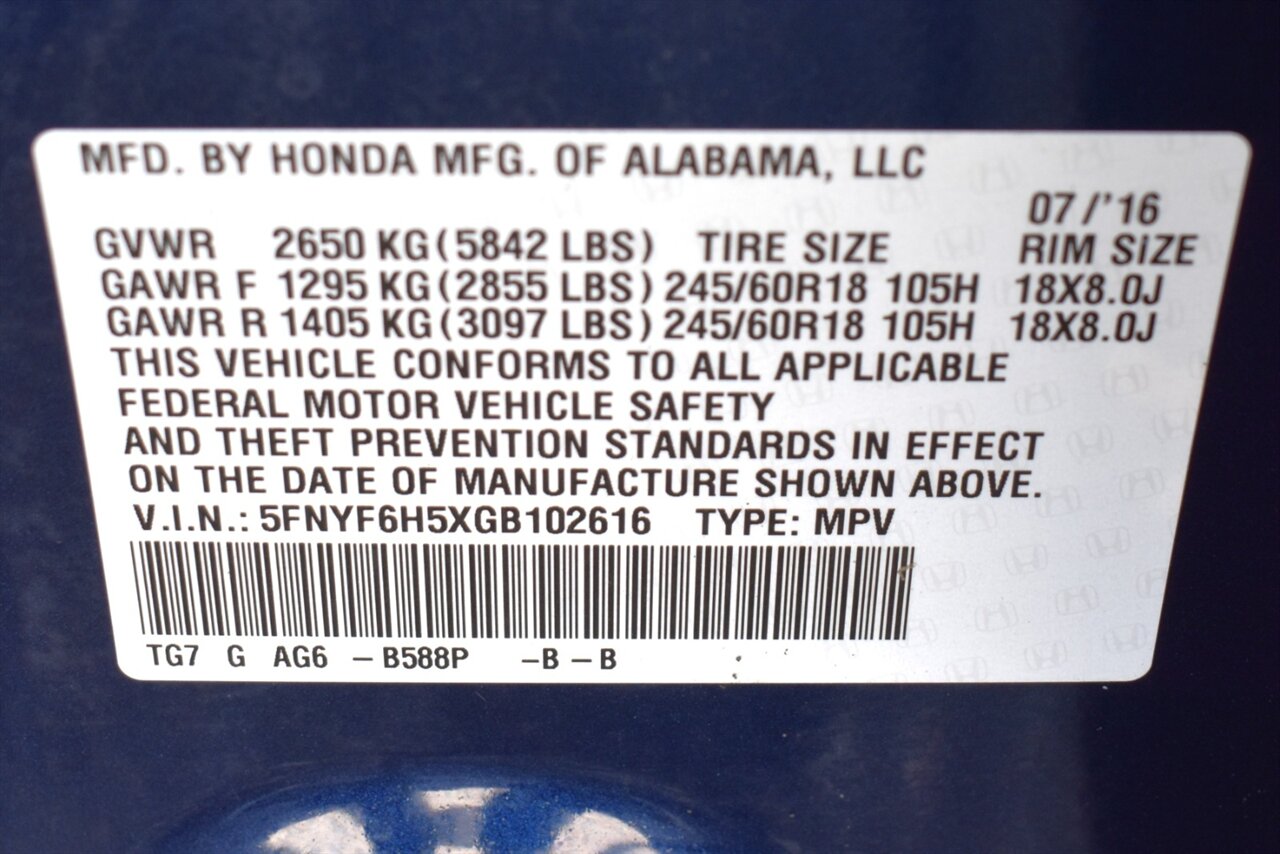 MFD. BY HONDA MFG. OF ALABAMA, LLC
07/'16
GVWR 2650 KG (5842 LBS) TIRE SIZE RIM SIZE
GAWR F 1295 KG (2855 LBS) 245/60R18 105H 18X8.0J
GAWR R 1405 KG (3097 LBS) 245/60R18 105H 18X8.0J
THIS VEHICLE CONFORMS TO ALL APPLICABLE
FEDERAL MOTOR VEHICLE SAFETY
AND THEFT PREVENTION STANDARDS IN EFFECT
ON THE DATE OF MANUFACTURE SHOWN ABOVE.
V.I.N.: 5FNYF6H5XGB102616 TYPE: MPV
TG7 G AG6 - B588P -B - B